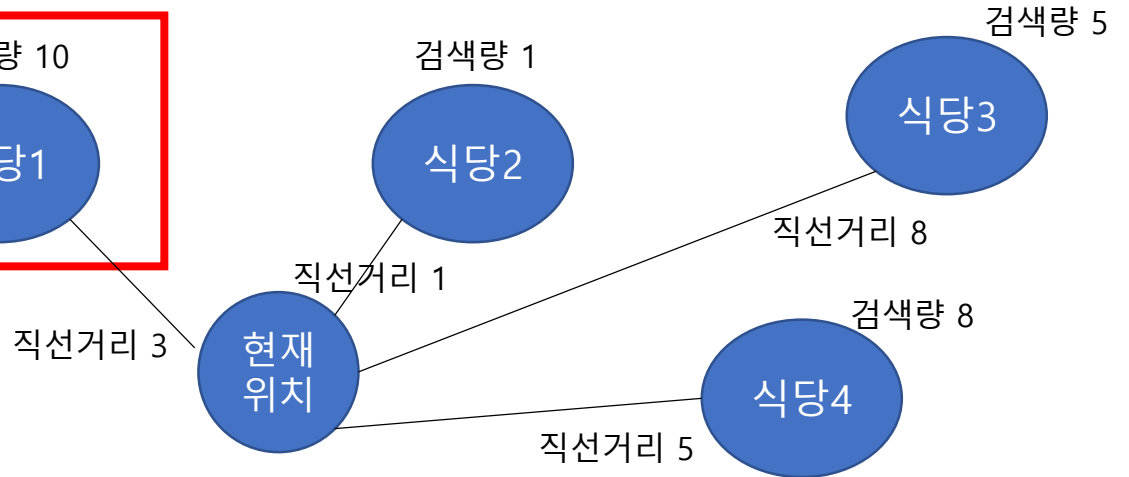 검색량 5
량 10
검색량 1
식당3
당1
식당2
직선거리 8
직선거리 1
검색량 8
직선거리 3
현재
위치
식당4
직선거리 5